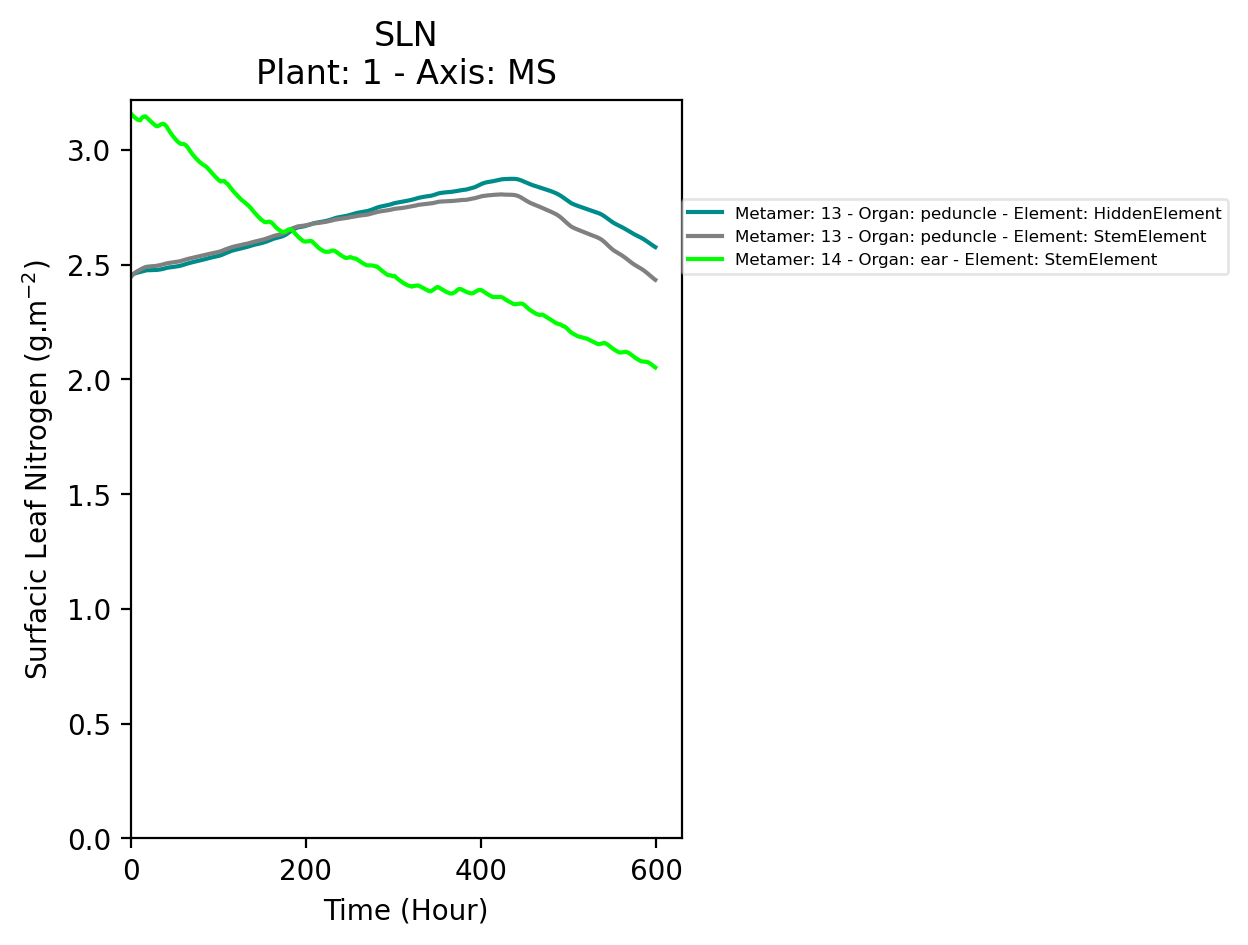 SLN
Plant: 1 - Axis: MS
3.0
2.5
2.0
1.5
1.0
0.5
0.0
Surfacic Leaf Nitrogen (g.m⁻²)
0 200 400 600
Time (Hour)
Metamer: 13 - Organ: peduncle - Element: HiddenElement
Metamer: 13 - Organ: peduncle - Element: StemElement
Metamer: 14 - Organ: ear - Element: StemElement